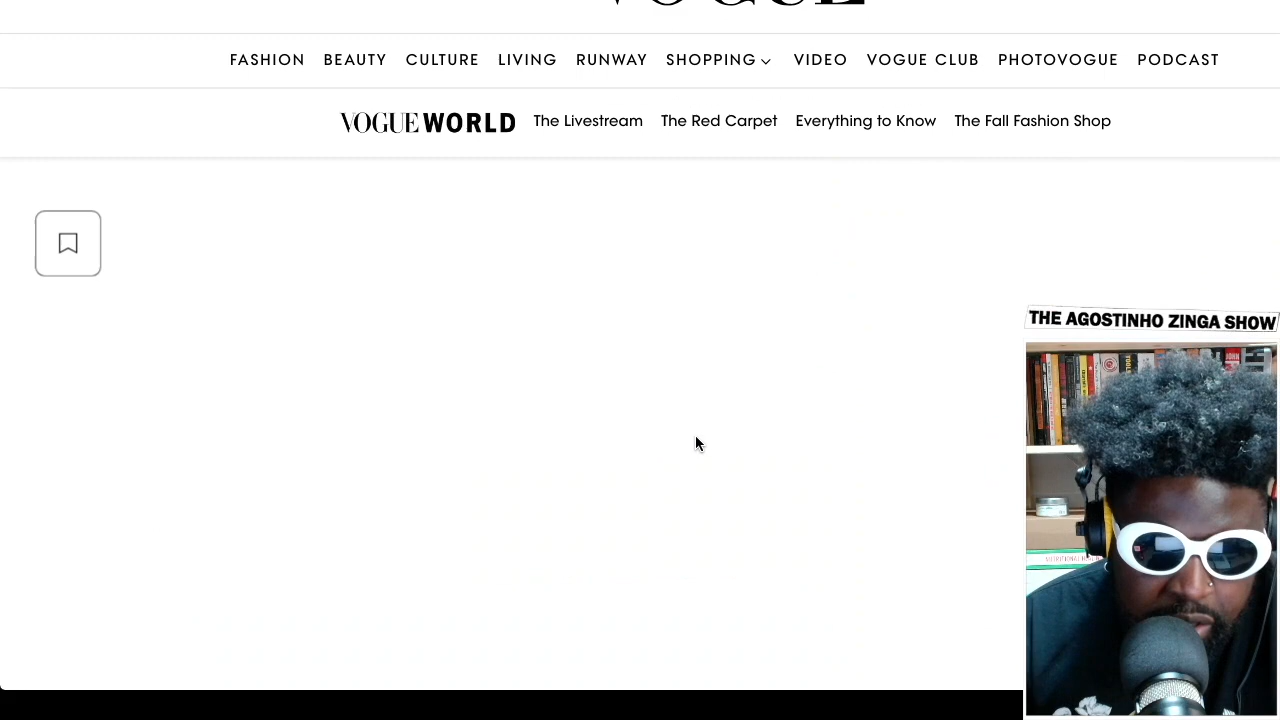 VOGUE
FASHION BEAUTY CULTURE LIVING RUNWAY SHOPPING VIDEO VOGUE CLUB PHOTOVOGUE PODCAST
VOGUE WORLD The Livestream The Red Carpet Everything to Know The Fall Fashion Shop
THE AGOSTINHO ZINGA SHOW